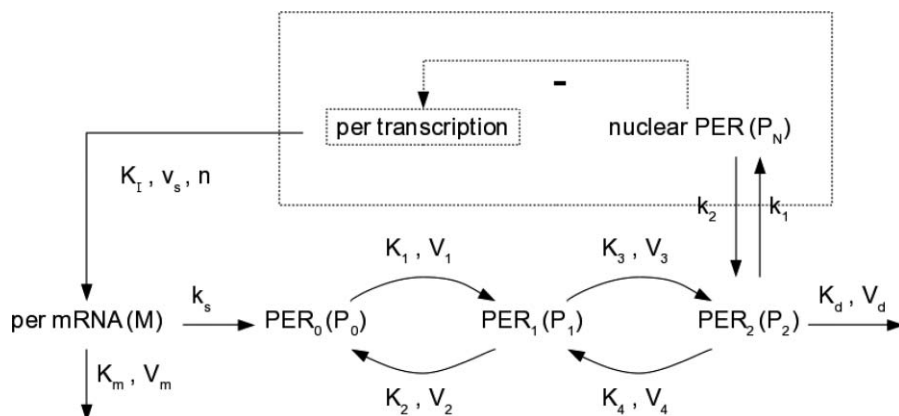 -
per transcription
nuclear PER (P_N)
K_I , v_s , n
k_2
k_1
K_1 , V_1
K_3 , V_3
per mRNA (M)
k_s
PER_0 (P_0)
PER_1 (P_1)
PER_2 (P_2)
K_d , V_d
K_m , V_m
K_2 , V_2
K_4 , V_4